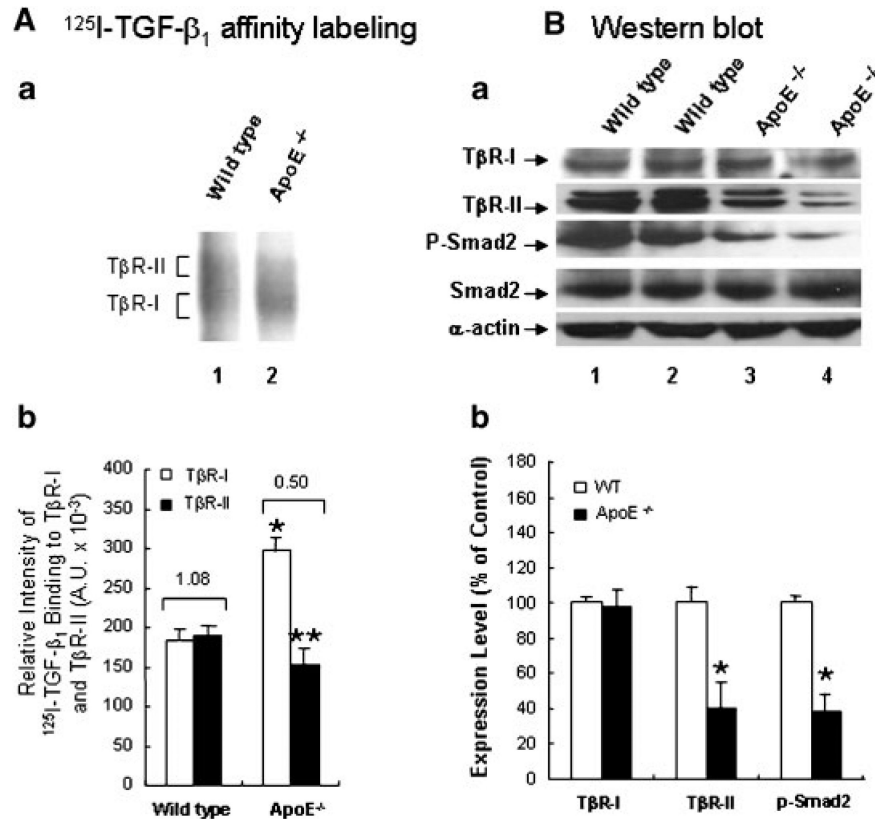 A ¹²⁵I-TGF-β₁ affinity labeling
a
Wild type
ApoE⁻/⁻
TβR-II
TβR-I
1 2
b
Relative Intensity of
¹²⁵I-TGF-β₁ Binding to TβR-I
and TβR-II (A.U. x 10⁻³)
400
350
300
250
200
150
100
50
0
TβR-I
TβR-II
1.08
0.50
*
**
Wild type ApoE⁻/⁻
B Western blot
a
Wild type
Wild type
ApoE⁻/⁻
ApoE⁻/⁻
TβR-I
TβR-II
P-Smad2
Smad2
α-actin
1 2 3 4
b
Expression Level (% of Control)
180
160
140
120
100
80
60
40
20
0
WT
ApoE⁻/⁻
*
*
TβR-I TβR-II p-Smad2